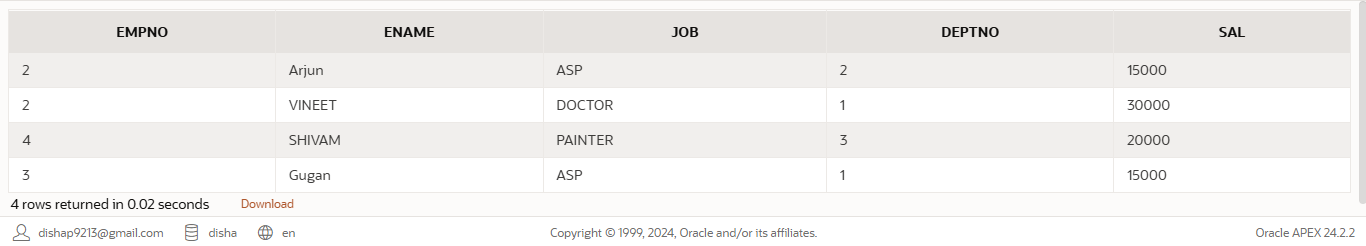 EMPNO ENAME JOB DEPTNO SAL
2 Arjun ASP 2 15000
2 VINEET DOCTOR 1 30000
4 SHIVAM PAINTER 3 20000
3 Gugan ASP 1 15000
4 rows returned in 0.02 seconds Download
dishap9213@gmail.com disha en Copyright © 1999, 2024, Oracle and/or its affiliates. Oracle APEX 24.2.2